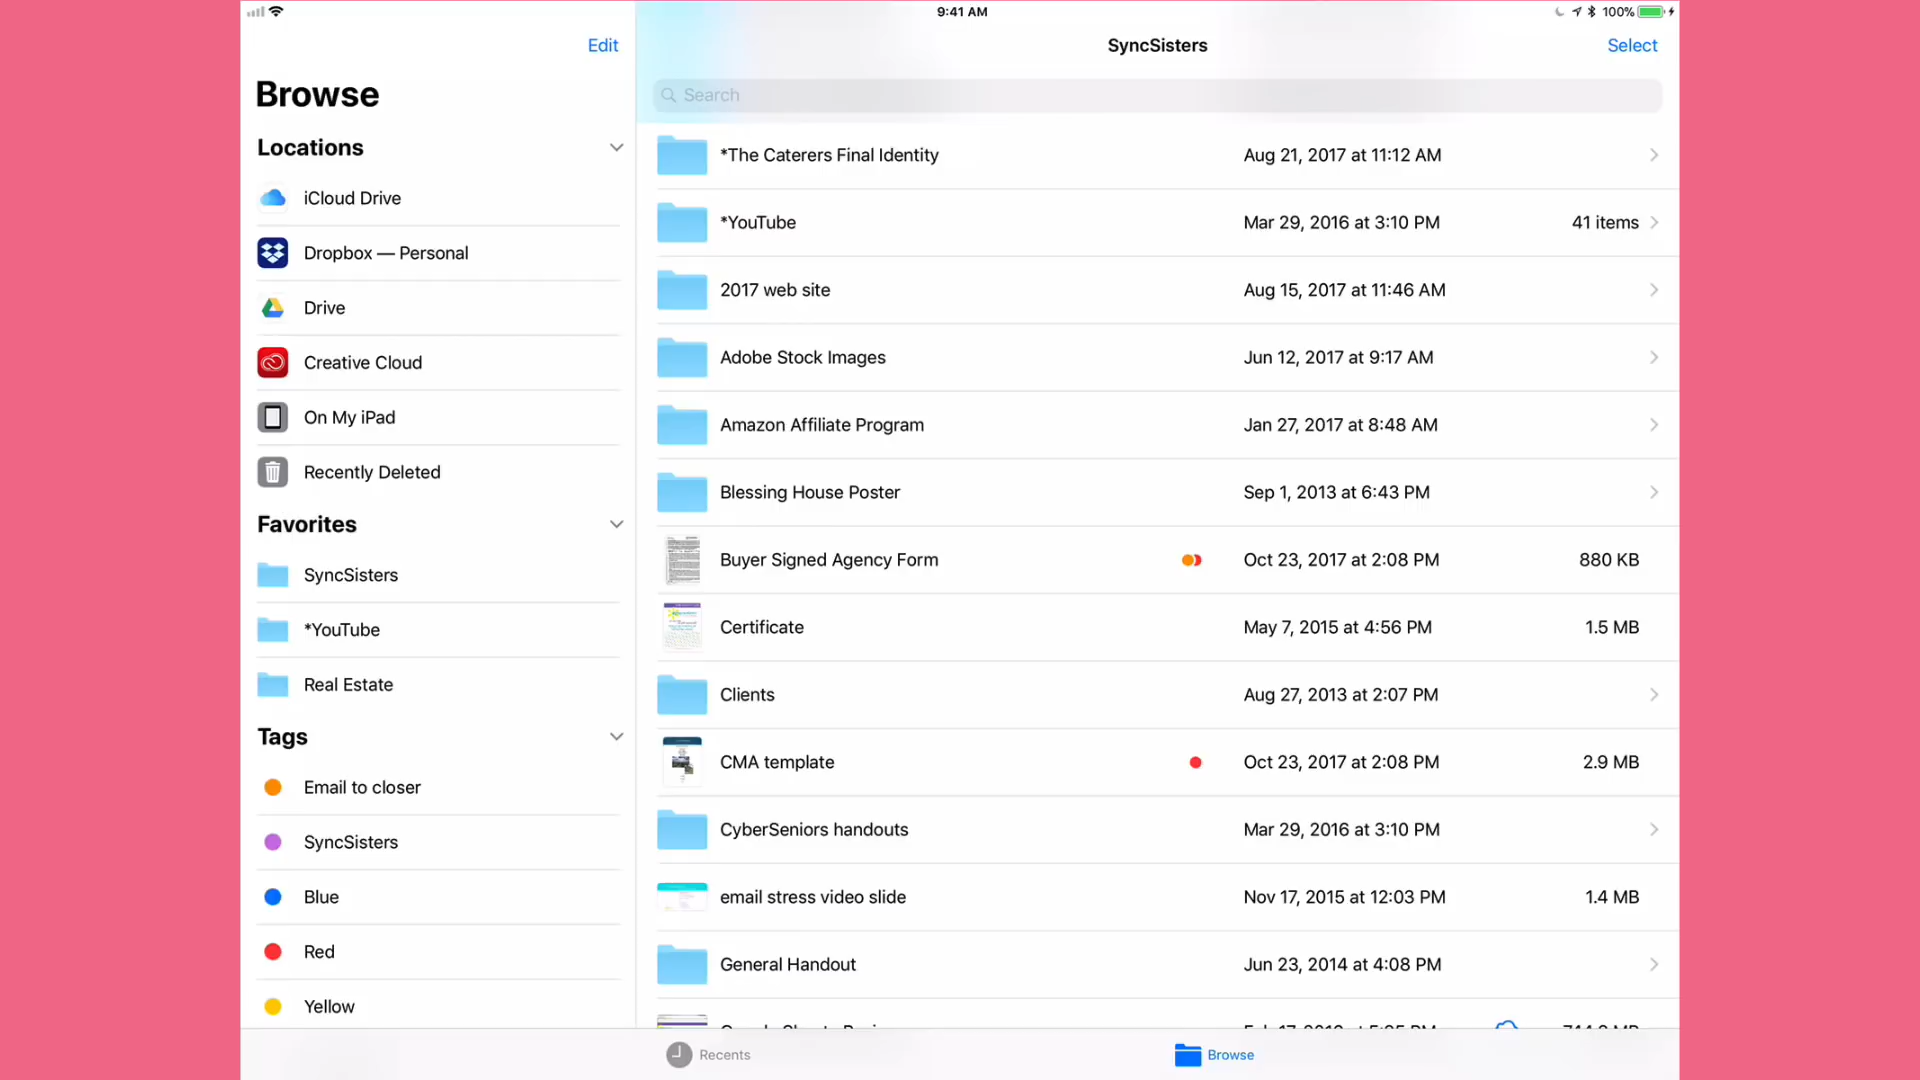 9:41 AM
100%
Edit
SyncSisters
Select
Browse
Search
Locations
iCloud Drive
Dropbox — Personal
Drive
Creative Cloud
On My iPad
Recently Deleted
Favorites
SyncSisters
*YouTube
Real Estate
Tags
Email to closer
SyncSisters
Blue
Red
Yellow
*The Caterers Final Identity Aug 21, 2017 at 11:12 AM
*YouTube Mar 29, 2016 at 3:10 PM 41 items
2017 web site Aug 15, 2017 at 11:46 AM
Adobe Stock Images Jun 12, 2017 at 9:17 AM
Amazon Affiliate Program Jan 27, 2017 at 8:48 AM
Blessing House Poster Sep 1, 2013 at 6:43 PM
Buyer Signed Agency Form Oct 23, 2017 at 2:08 PM 880 KB
Certificate May 7, 2015 at 4:56 PM 1.5 MB
Clients Aug 27, 2013 at 2:07 PM
CMA template Oct 23, 2017 at 2:08 PM 2.9 MB
CyberSeniors handouts Mar 29, 2016 at 3:10 PM
email stress video slide Nov 17, 2015 at 12:03 PM 1.4 MB
General Handout Jun 23, 2014 at 4:08 PM
Recents
Browse